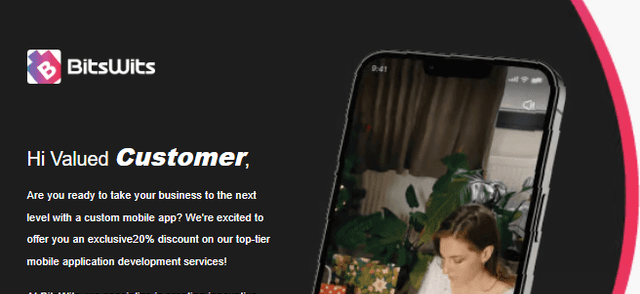 BitsWits
9:41
Hi Valued Customer,
Are you ready to take your business to the next
level with a custom mobile app? We're excited to
offer you an exclusive20% discount on our top-tier
mobile application development services!